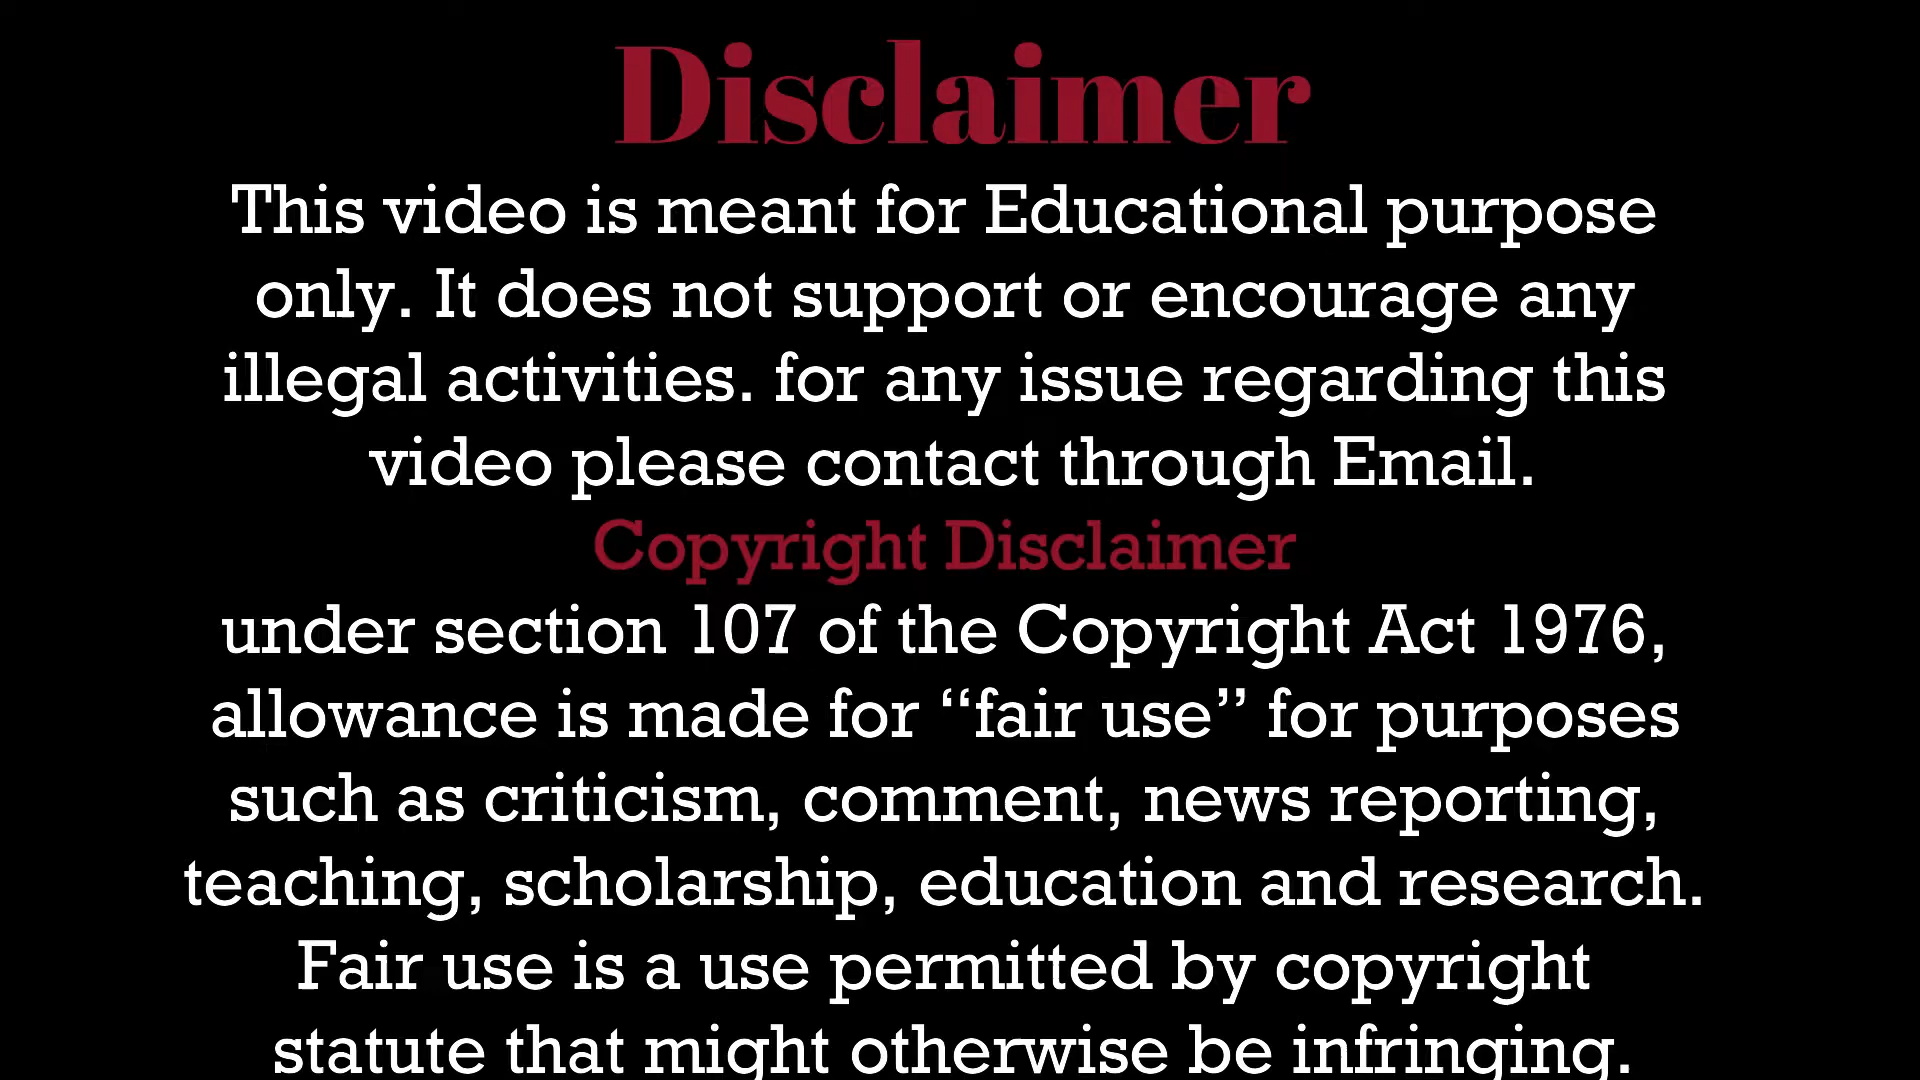 Disclaimer
This video is meant for Educational purpose
only. It does not support or encourage any
illegal activities. for any issue regarding this
video please contact through Email.
Copyright Disclaimer
under section 107 of the Copyright Act 1976,
allowance is made for “fair use” for purposes
such as criticism, comment, news reporting,
teaching, scholarship, education and research.
Fair use is a use permitted by copyright
statute that might otherwise be infringing.